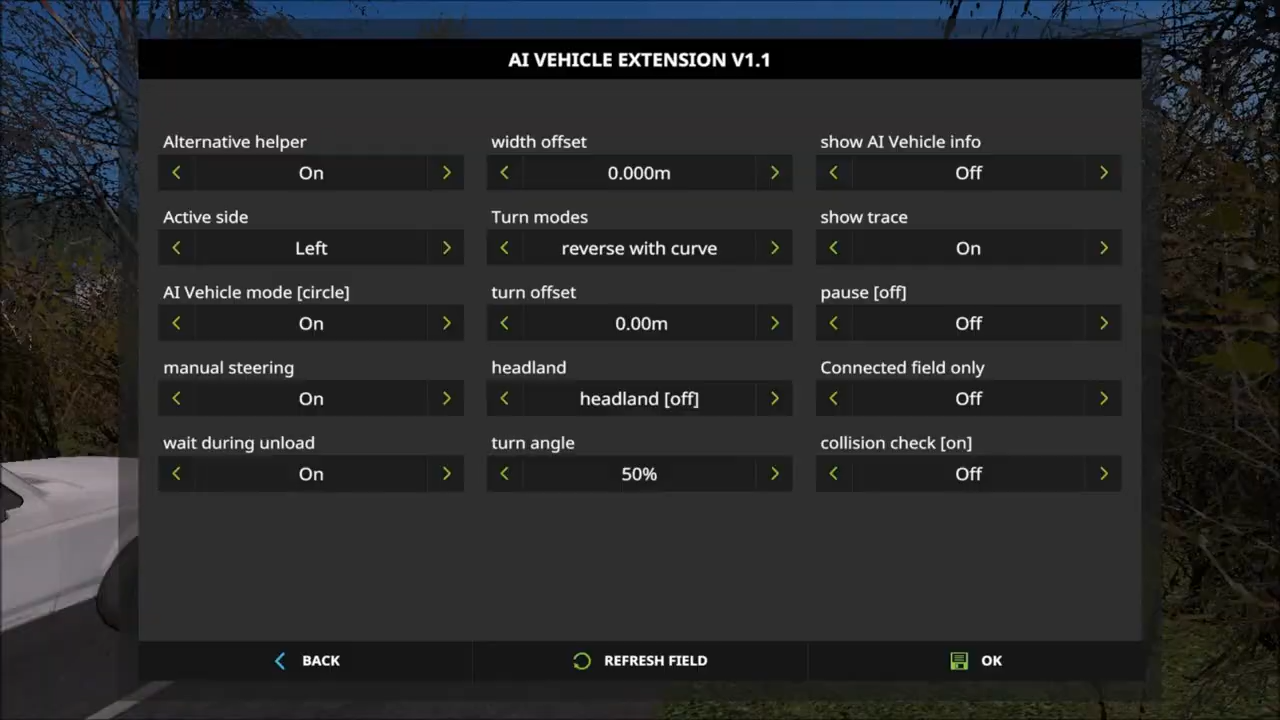 AI VEHICLE EXTENSION V1.1
Alternative helper
On
width offset
0.000m
show AI Vehicle info
Off
Active side
Left
Turn modes
reverse with curve
show trace
On
AI Vehicle mode [circle]
On
turn offset
0.00m
pause [off]
Off
manual steering
On
headland
headland [off]
Connected field only
Off
wait during unload
On
turn angle
50%
collision check [on]
Off
BACK
REFRESH FIELD
OK